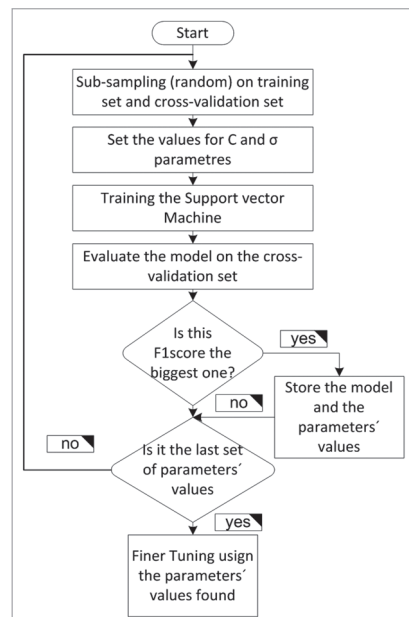 Start
Sub-sampling (random) on training
set and cross-validation set
Set the values for C and σ
parametres
Training the Support vector
Machine
Evaluate the model on the cross-
validation set
Is this
F1score the
biggest one?
yes
Store the model
and the
parameters´
values
no
Is it the last set
of parameters´
values
no
yes
Finer Tuning usign
the parameters´
values found